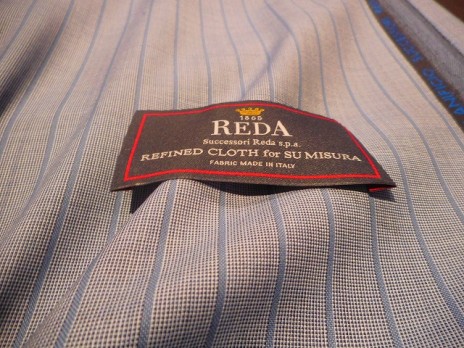 1865
REDA
Successori Reda s.p.a.
REFINED CLOTH for SU MISURA
FABRIC MADE IN ITALY